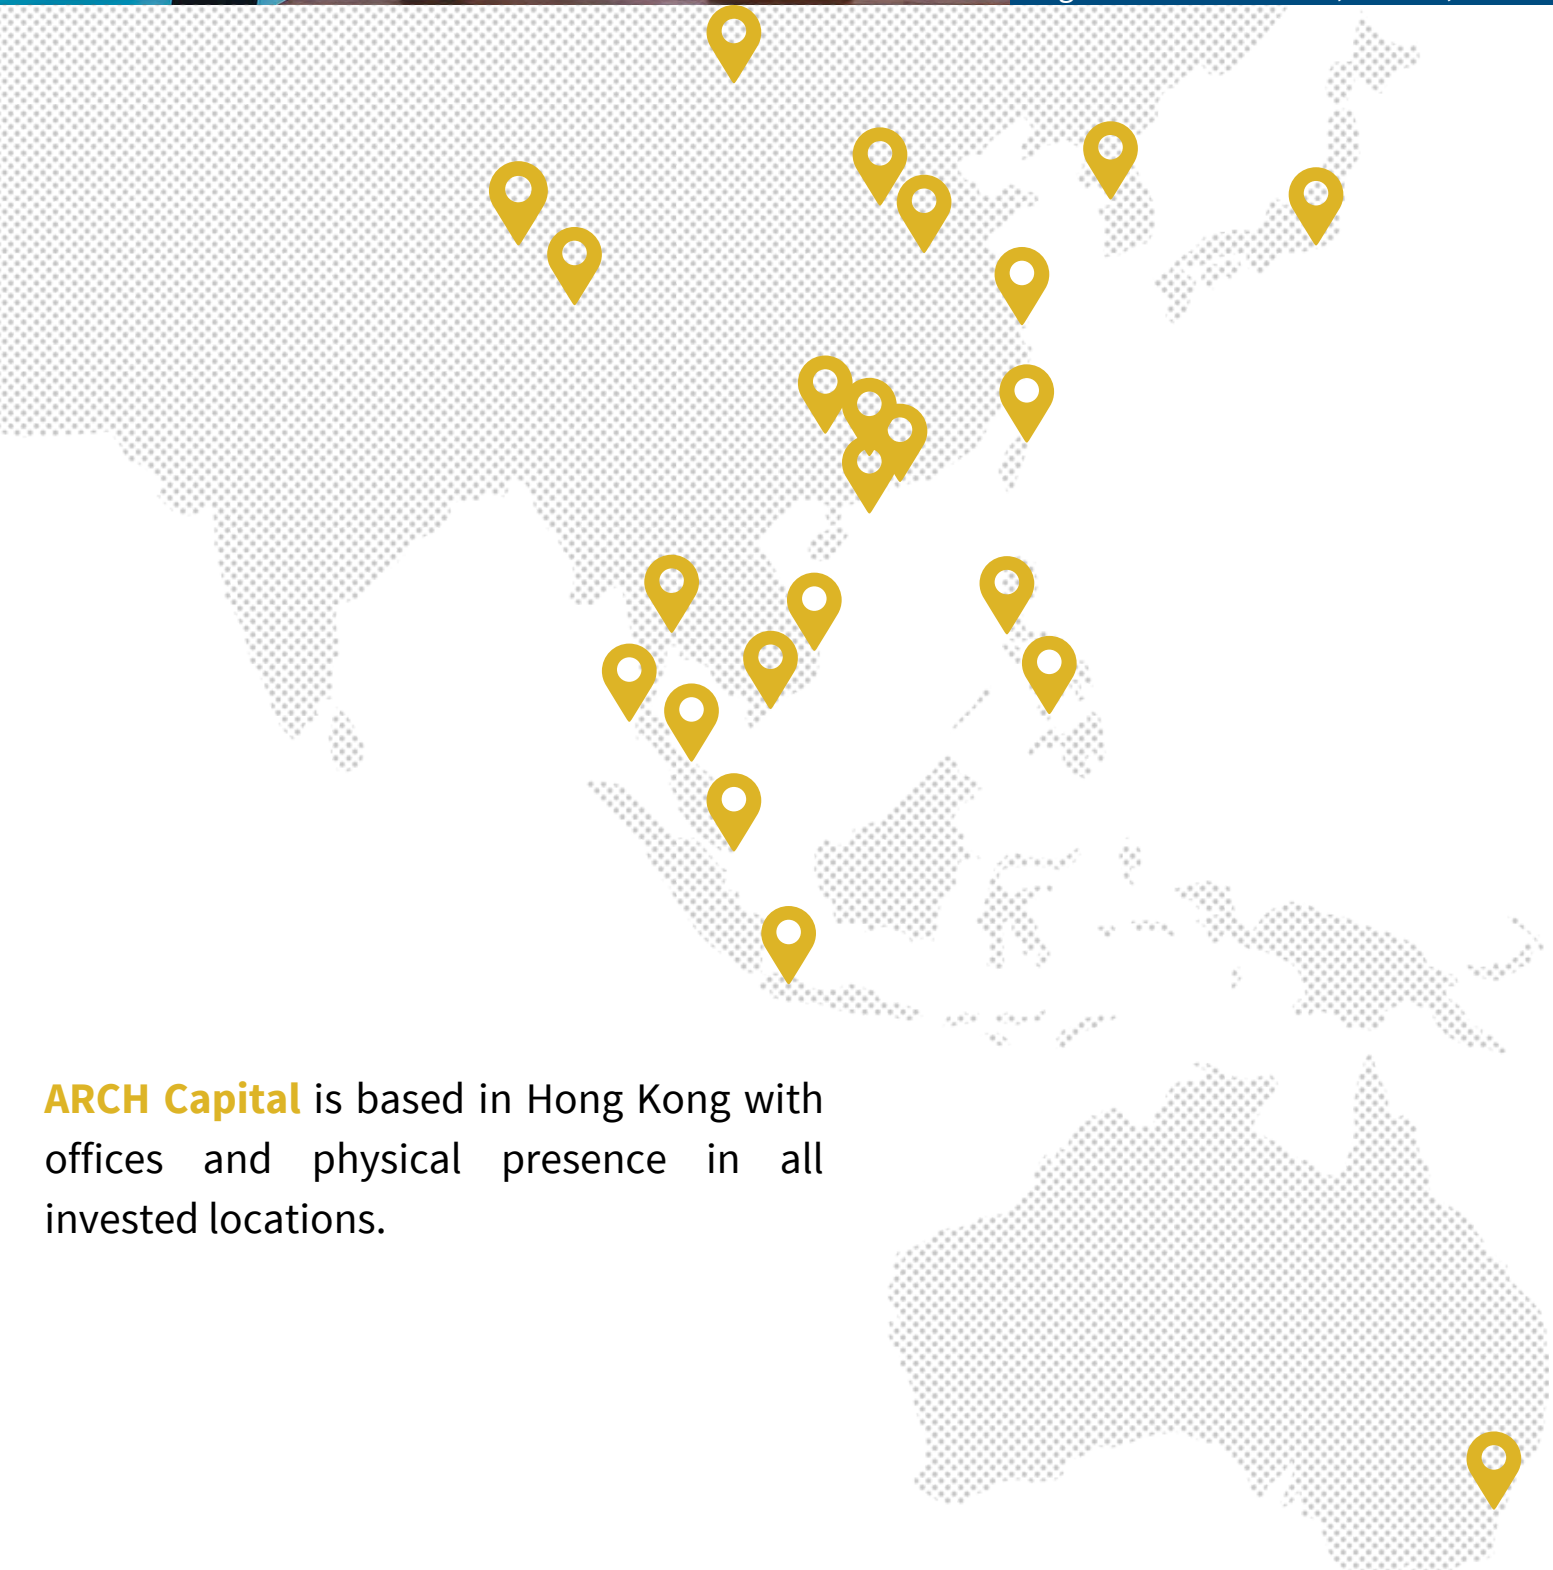 ARCH Capital is based in Hong Kong with
offices and physical presence in all
invested locations.